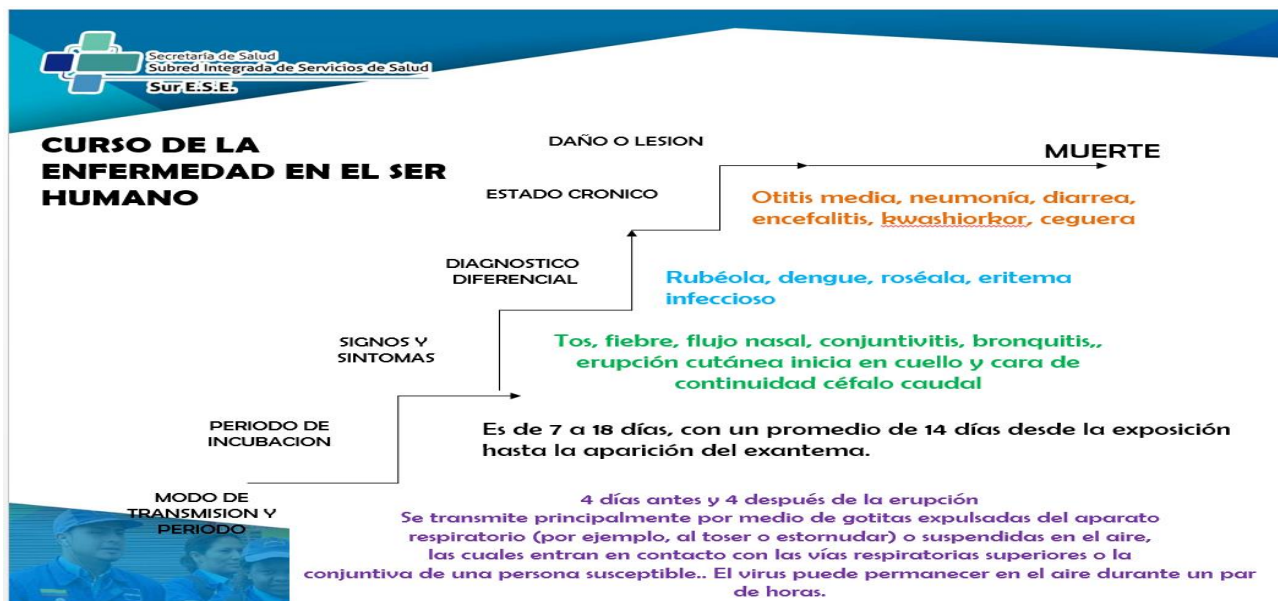 Secretaría de Salud
Subred Integrada de Servicios de Salud
Sur E.S.E.
CURSO DE LA
ENFERMEDAD EN EL SER
HUMANO
DAÑO O LESION
MUERTE
ESTADO CRONICO
Otitis media, neumonía, diarrea,
encefalitis, kwashiorkor, ceguera
DIAGNOSTICO
DIFERENCIAL
Rubéola, dengue, roséala, eritema
infeccioso
SIGNOS Y
SINTOMAS
Tos, fiebre, flujo nasal, conjuntivitis, bronquitis,,
erupción cutánea inicia en cuello y cara de
continuidad céfalo caudal
PERIODO DE
INCUBACION
Es de 7 a 18 días, con un promedio de 14 días desde la exposición
hasta la aparición del exantema.
MODO DE
TRANSMISION Y
PERIODO
4 días antes y 4 después de la erupción
Se transmite principalmente por medio de gotitas expulsadas del aparato
respiratorio (por ejemplo, al toser o estornudar) o suspendidas en el aire,
las cuales entran en contacto con las vías respiratorias superiores o la
conjuntiva de una persona susceptible.. El virus puede permanecer en el aire durante un par
de horas.